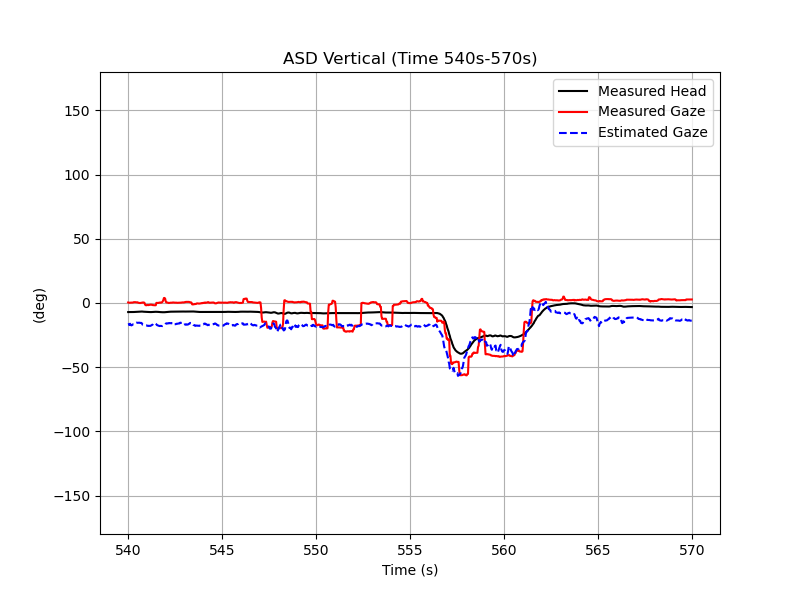 ASD Vertical (Time 540s-570s)
Measured Head
Measured Gaze
Estimated Gaze
150
100
50
0
−50
−100
−150
(deg)
540 545 550 555 560 565 570
Time (s)